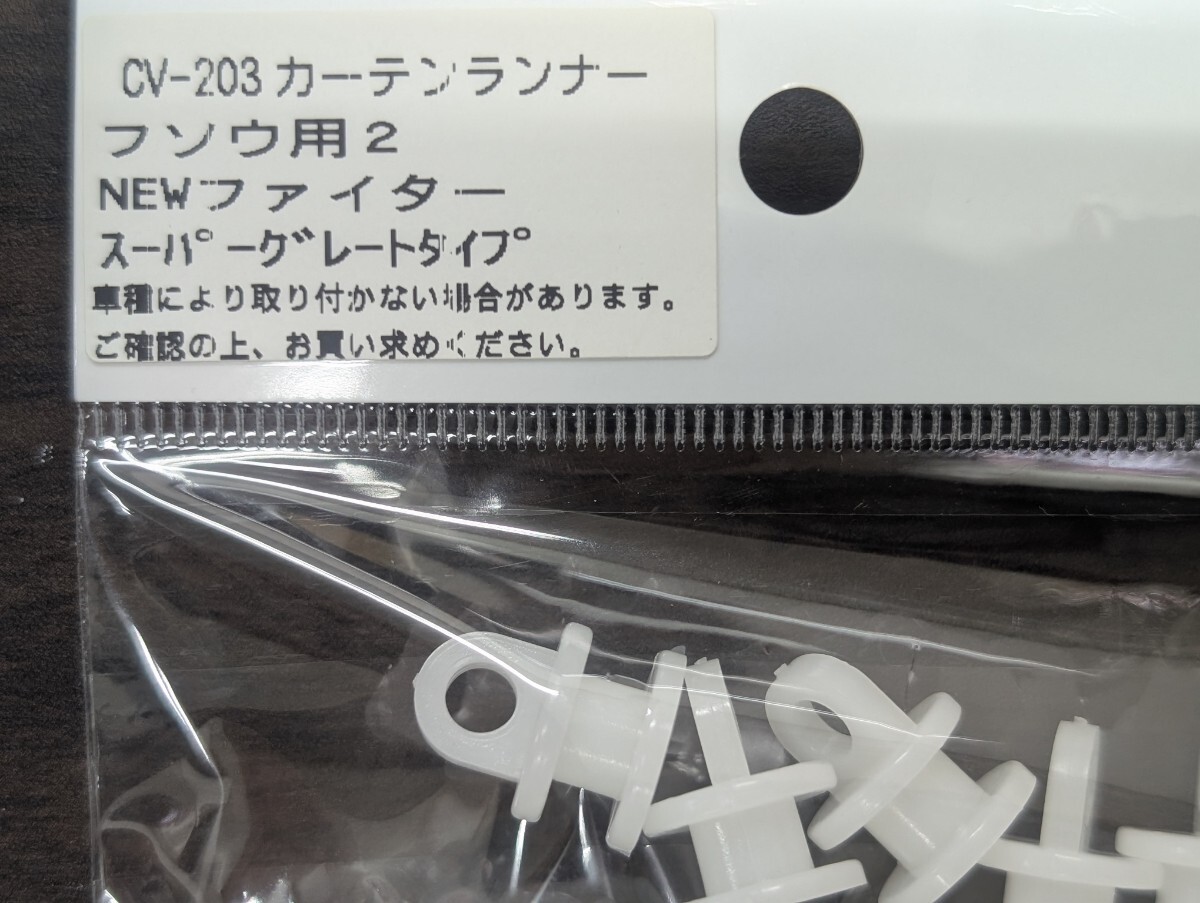 CV-203カーテンランナー
フソウ用2
NEWファイター
スーパーグレートタイプ
車種により取り付かない場合があります。
ご確認の上、お買い求めください。